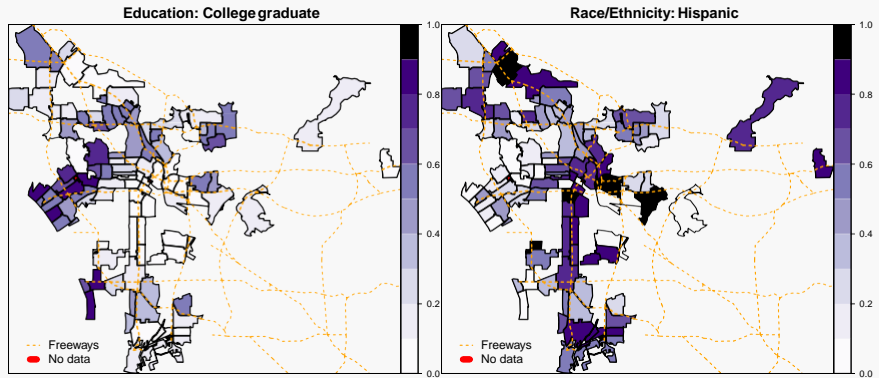 Education: College graduate
1.0
0.8
0.6
0.4
0.2
0.0
Freeways
No data
Race/Ethnicity: Hispanic
1.0
0.8
0.6
0.4
0.2
0.0
Freeways
No data